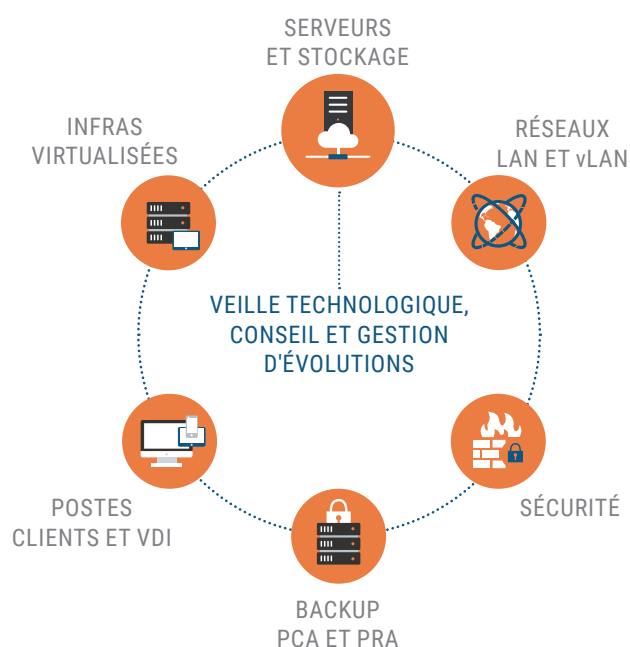 SERVEURS
ET STOCKAGE
INFRAS
VIRTUALISÉES
RÉSEAUX
LAN ET vLAN
VEILLE TECHNOLOGIQUE,
CONSEIL ET GESTION
D'ÉVOLUTIONS
POSTES
CLIENTS ET VDI
SÉCURITÉ
BACKUP
PCA ET PRA